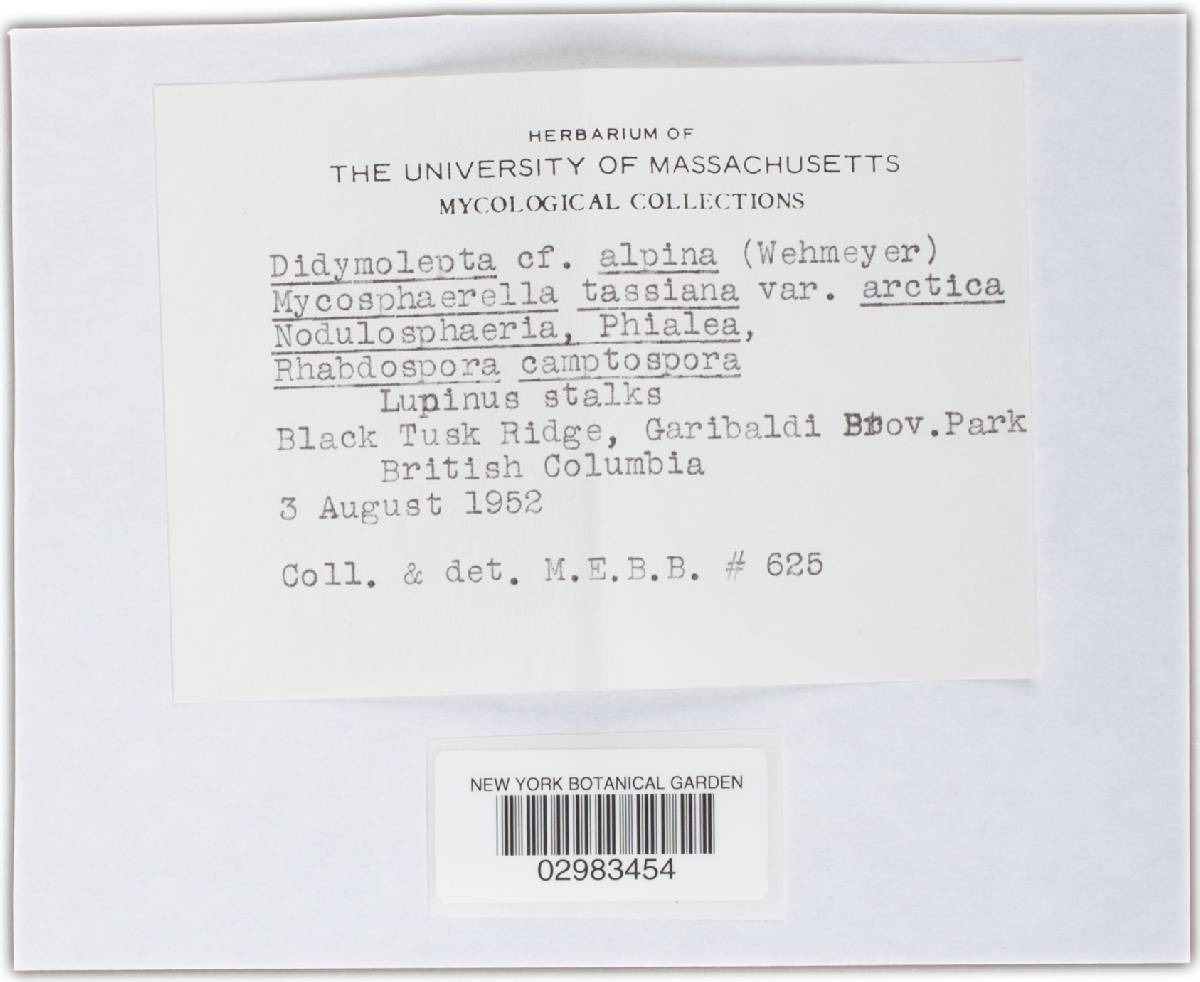 HERBARIUM OF
THE UNIVERSITY OF MASSACHUSETTS
MYCOLOGICAL COLLECTIONS
Didymolepta cf. alpina (Wehmeyer)
Mycosphaerella tassiana var. arctica
Nodulosphaeria, Phialea,
Rhabdospora camptospora
Lupinus stalks
Black Tusk Ridge, Garibaldi Prov.Park
British Columbia
3 August 1952
Coll. & det. M.E.B.B. # 625
NEW YORK BOTANICAL GARDEN
02983454